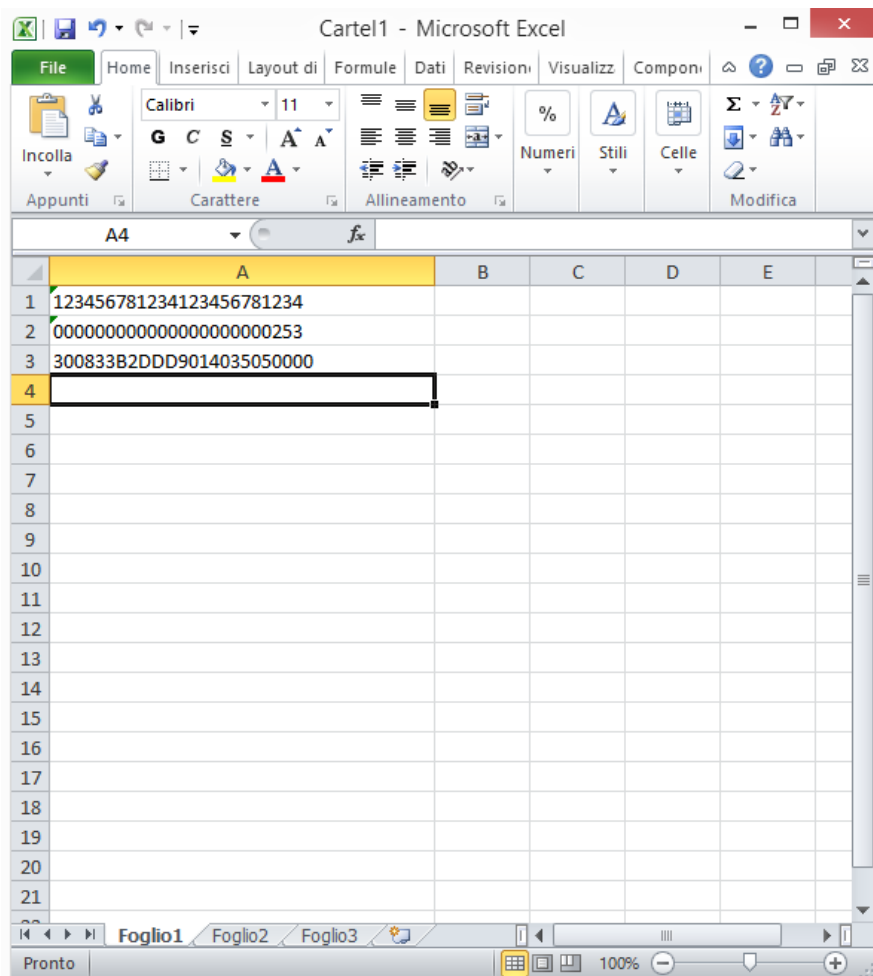 Cartel1 - Microsoft Excel
File Home Inserisci Layout di Formule Dati Revision Visualizz Compon
Calibri 11
G C S A A A
% Numeri Stili Celle
Incolla
Appunti Carattere Allineamento Modifica
A4 fx
A B C D E
1 123456781234123456781234
2 000000000000000000000253
3 300833B2DDD9014035050000
4
5
6
7
8
9
10
11
12
13
14
15
16
17
18
19
20
21
Foglio1 Foglio2 Foglio3
Pronto 100%